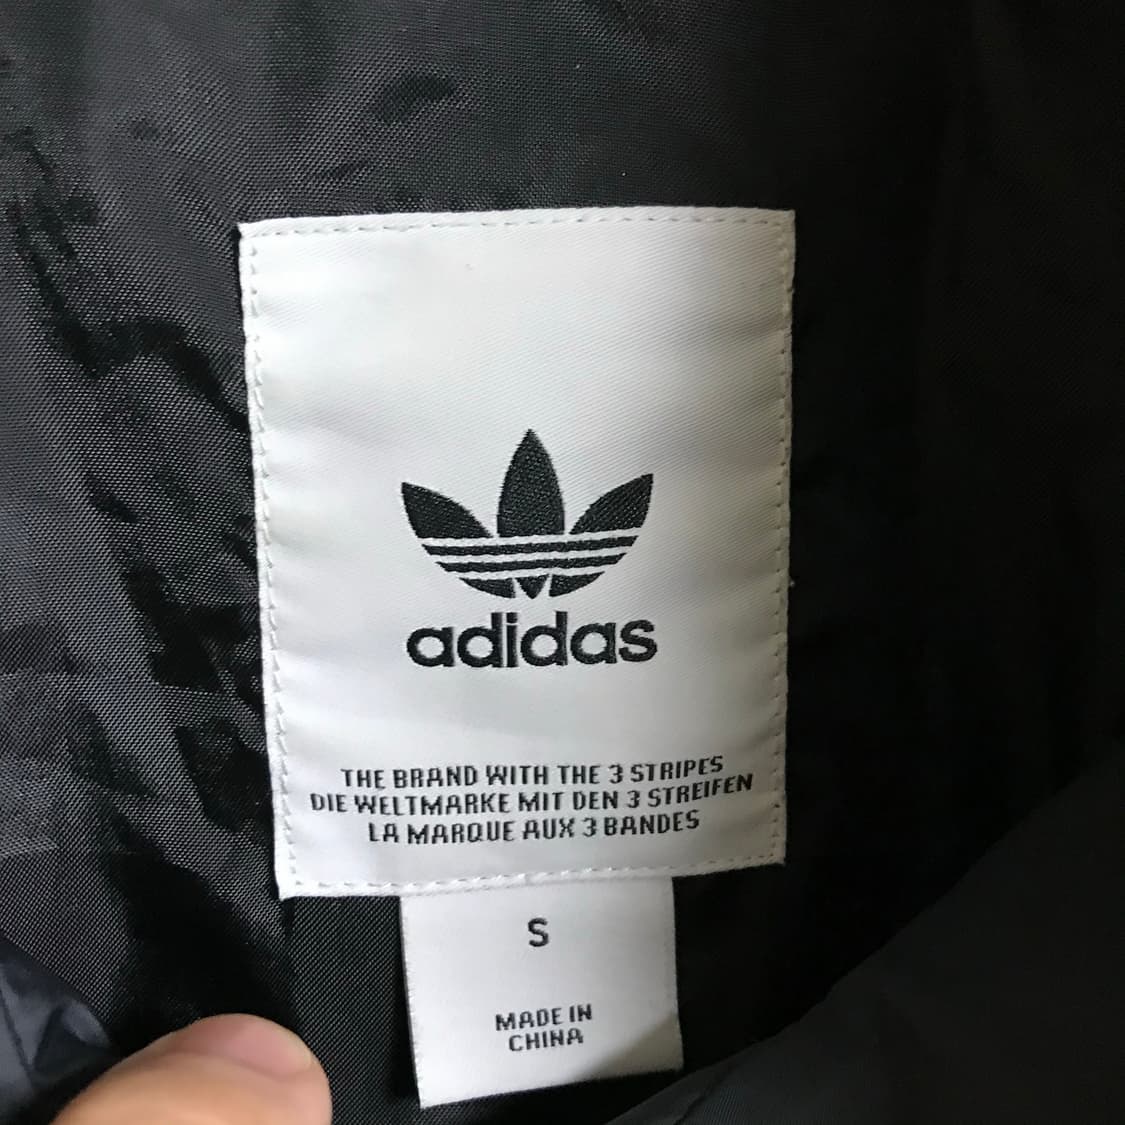 adidas
THE BRAND WITH THE 3 STRIPES
DIE WELTMARKE MIT DEN 3 STREIFEN
LA MARQUE AUX 3 BANDES
S
MADE IN
CHINA